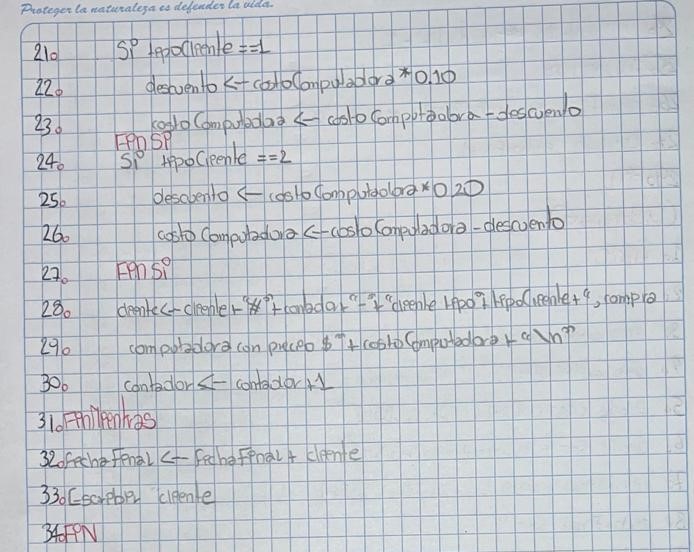 Proteger la naturaleza es defender la vida.
21. Si tipoCliente ==1
22. descuento ← costoComputadora * 0.10
23. costoComputadora ← costoComputadora - descuento
FinSi
24. Si tipoCliente ==2
25. descuento ← costoComputadora * 0.20
26. costoComputadora ← costoComputadora - descuento
27. FinSi
28. cliente ← cliente + "#" + contador + "-" + "cliente tipo" + tipoCliente + ", compra
29. computadora con precio $" + costoComputadora + "\n"
30. contador ← contador + 1
31. FinMientras
32. fechaFinal ← fechaFinal + cliente
33. Escribir cliente
34. FIN